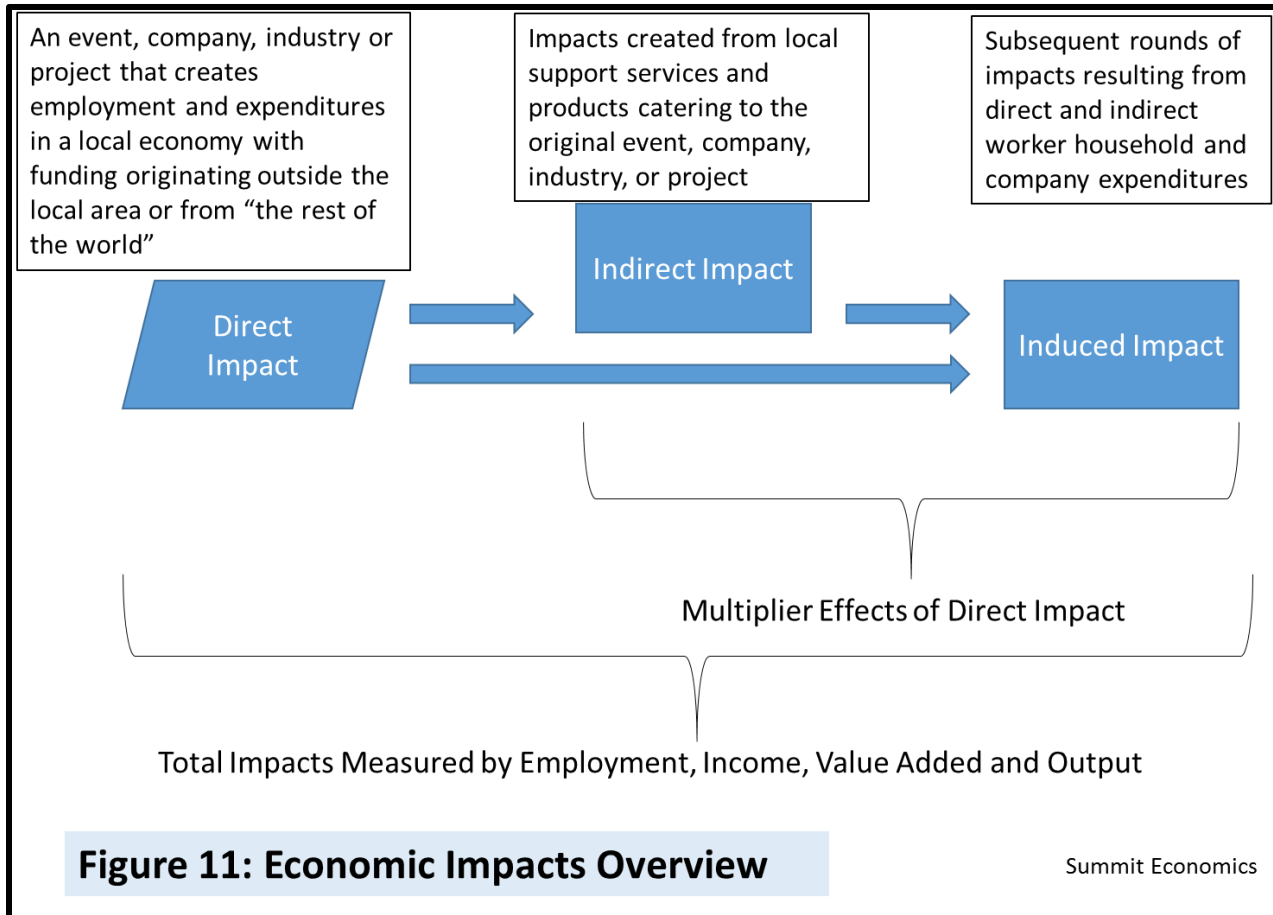 An event, company, industry or
project that creates
employment and expenditures
in a local economy with
funding originating outside the
local area or from “the rest of
the world”
Impacts created from local
support services and
products catering to the
original event, company,
industry, or project
Subsequent rounds of
impacts resulting from
direct and indirect
worker household and
company expenditures
Direct
Impact
Indirect Impact
Induced Impact
Multiplier Effects of Direct Impact
Total Impacts Measured by Employment, Income, Value Added and Output
Figure 11: Economic Impacts Overview
Summit Economics